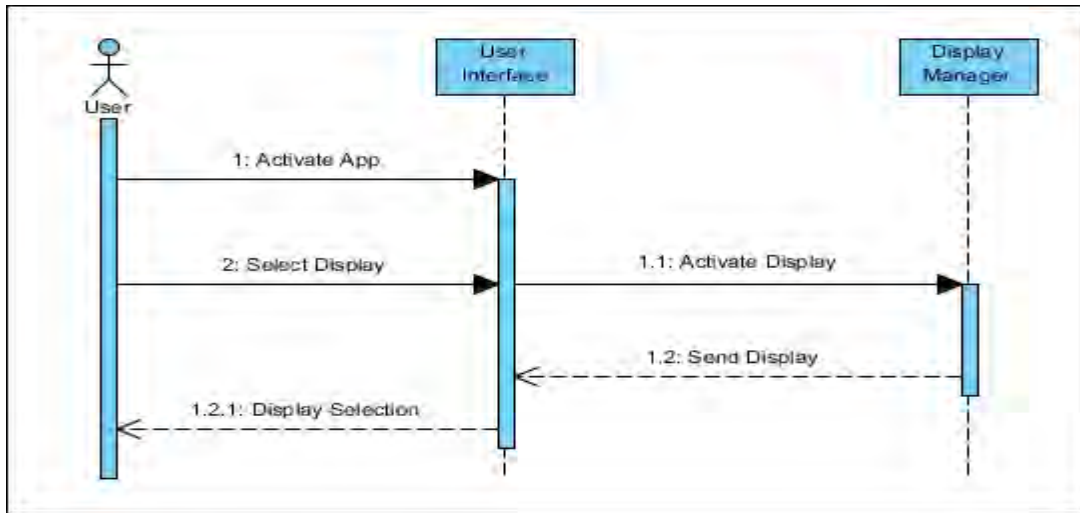 User
Interface
Display
Manager
User
1: Activate App
2: Select Display
1.1: Activate Display
1.2: Send Display
1.2.1: Display Selection